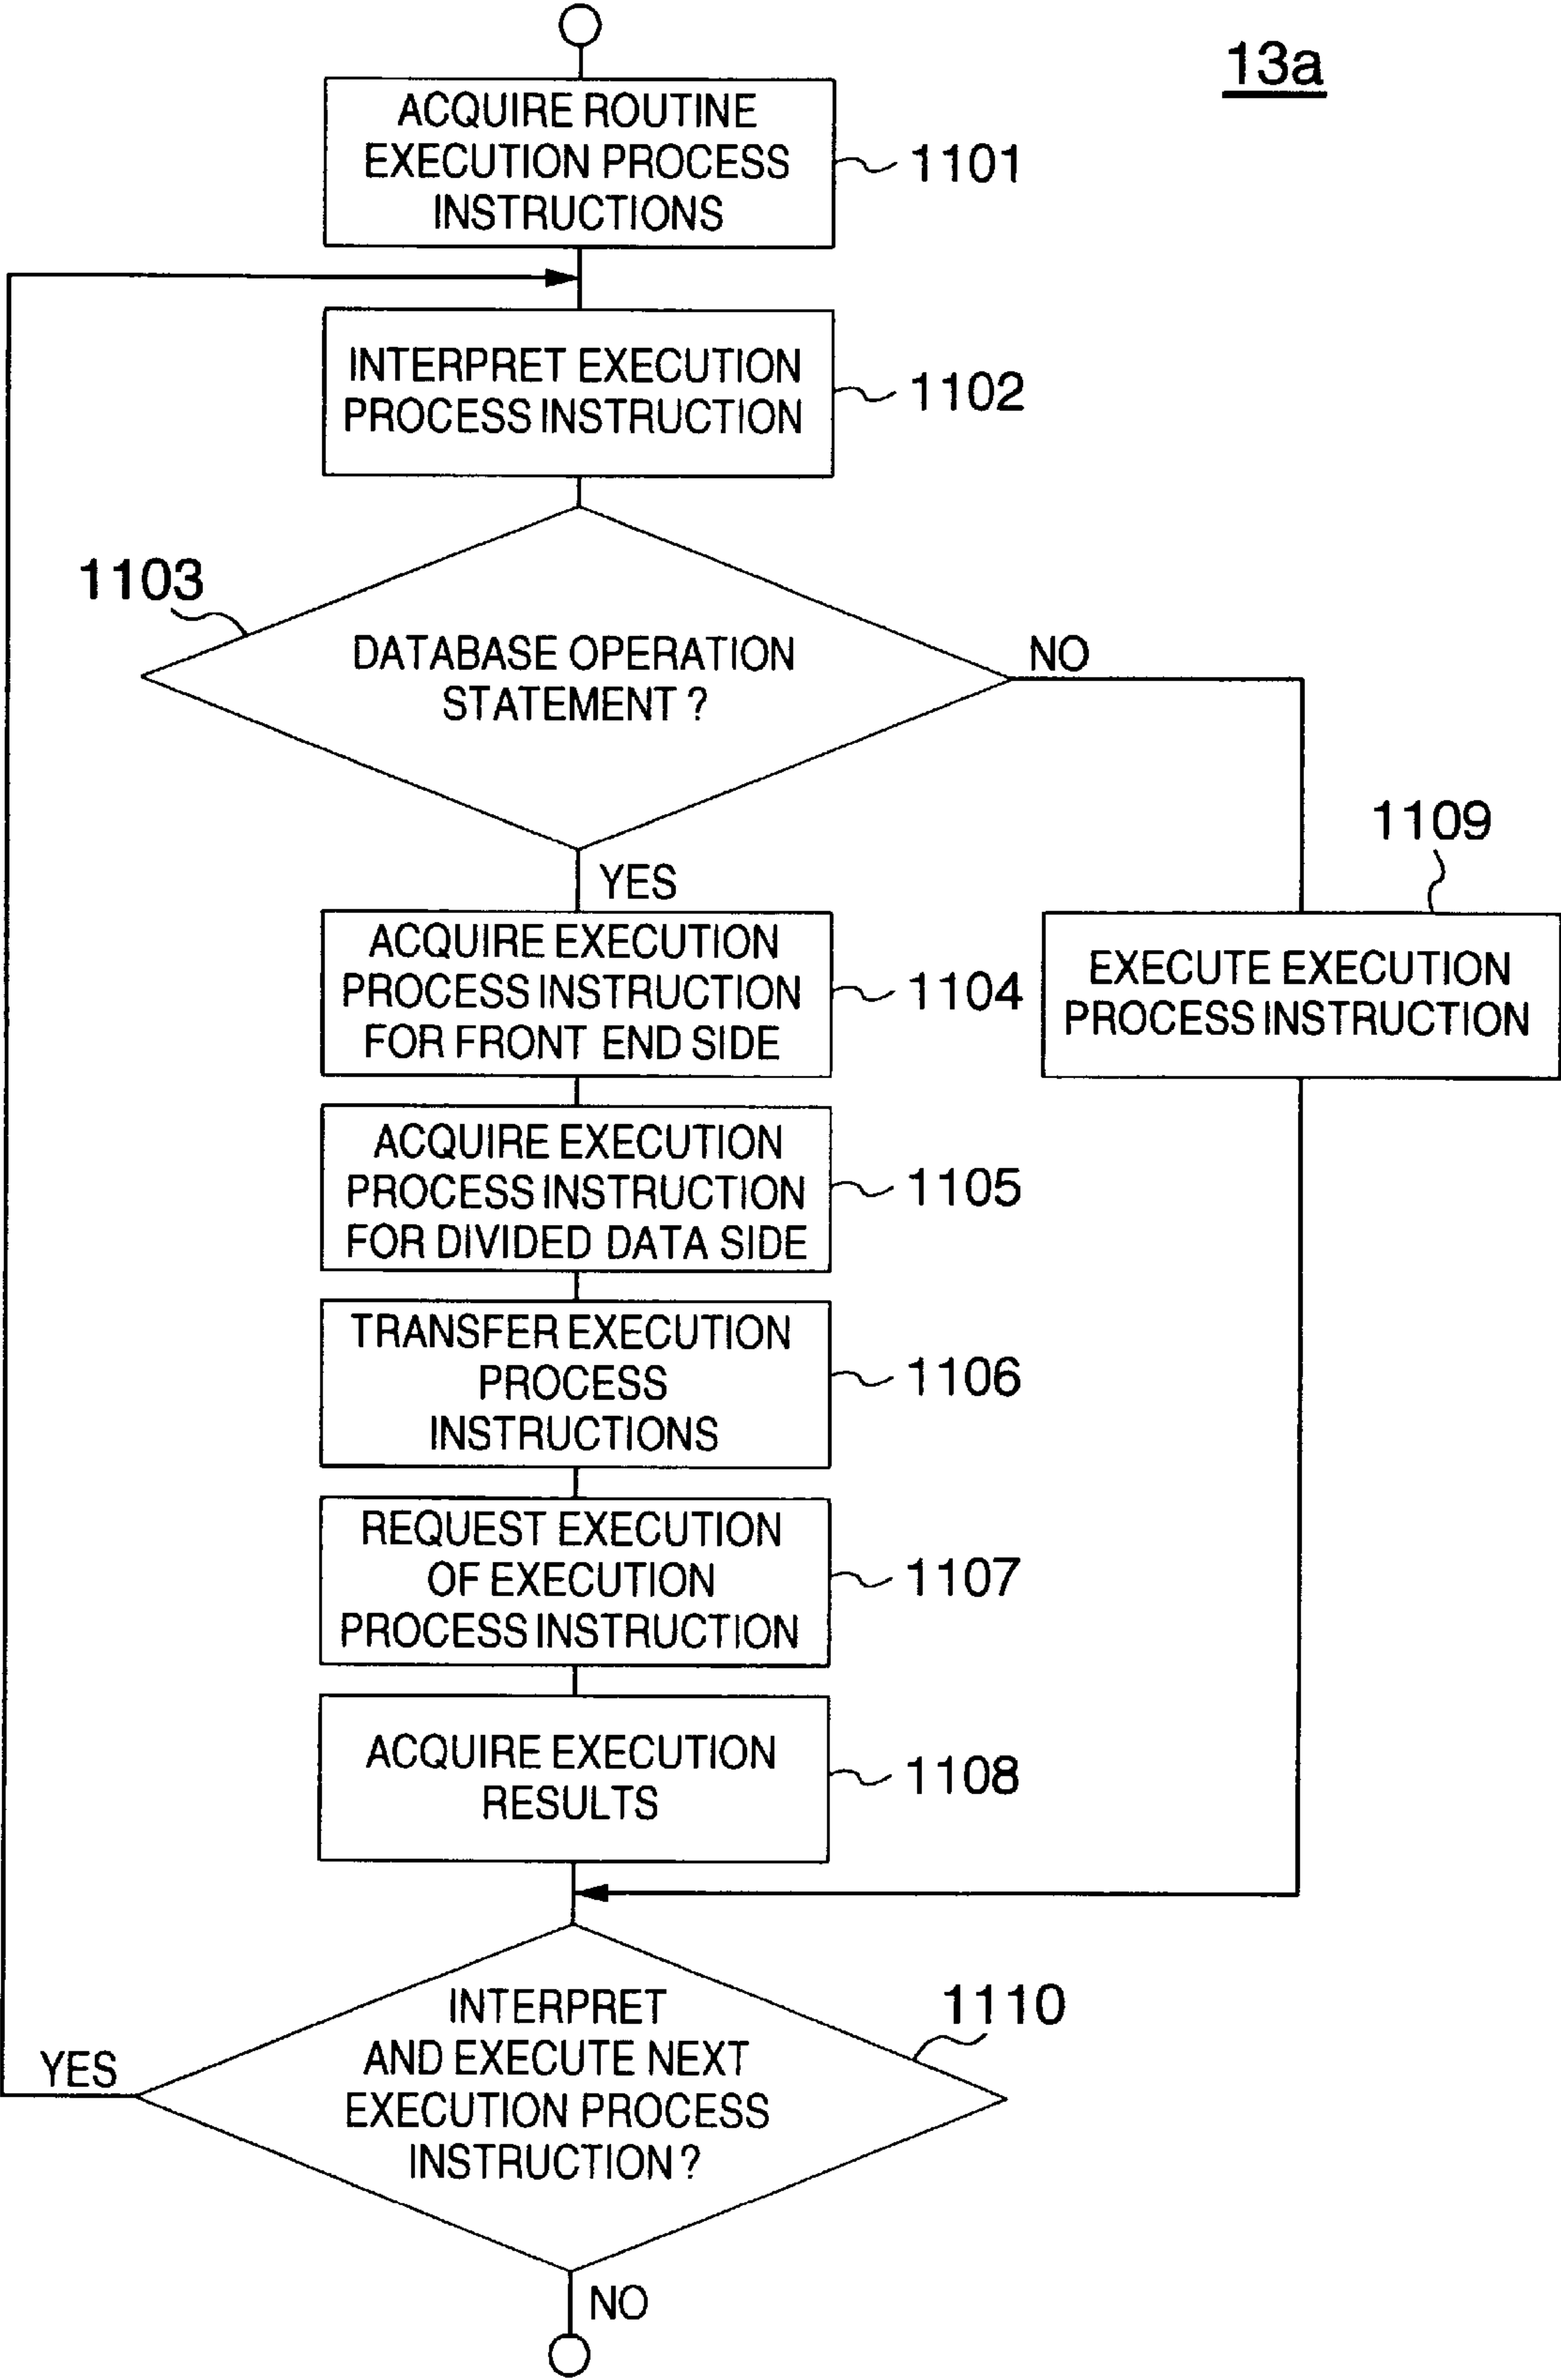 13a
ACQUIRE ROUTINE
EXECUTION PROCESS
INSTRUCTIONS
1101
INTERPRET EXECUTION
PROCESS INSTRUCTION
1102
1103
DATABASE OPERATION
STATEMENT ?
NO
YES
1109
EXECUTE EXECUTION
PROCESS INSTRUCTION
ACQUIRE EXECUTION
PROCESS INSTRUCTION
FOR FRONT END SIDE
1104
ACQUIRE EXECUTION
PROCESS INSTRUCTION
FOR DIVIDED DATA SIDE
1105
TRANSFER EXECUTION
PROCESS
INSTRUCTIONS
1106
REQUEST EXECUTION
OF EXECUTION
PROCESS INSTRUCTION
1107
ACQUIRE EXECUTION
RESULTS
1108
INTERPRET
AND EXECUTE NEXT
EXECUTION PROCESS
INSTRUCTION ?
1110
YES
NO